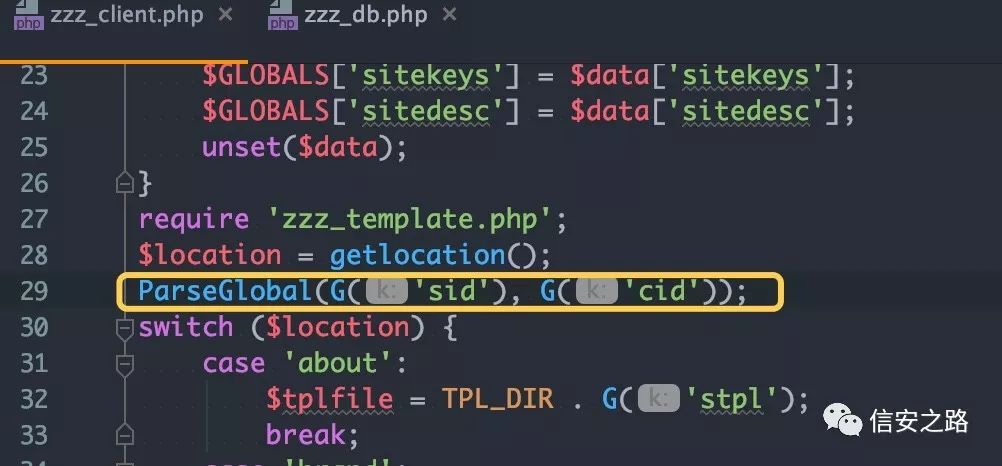 php zzz_client.php × php zzz_db.php ×
23 $GLOBALS['sitekeys'] = $data['sitekeys'];
24 $GLOBALS['sitedesc'] = $data['sitedesc'];
25 unset($data);
26 }
27 require 'zzz_template.php';
28 $location = getlocation();
29 ParseGlobal(G( k: 'sid'), G( k: 'cid'));
30 switch ($location) {
31 case 'about':
32 $tplfile = TPL_DIR . G( k: 'stpl');
33 break;
信安之路